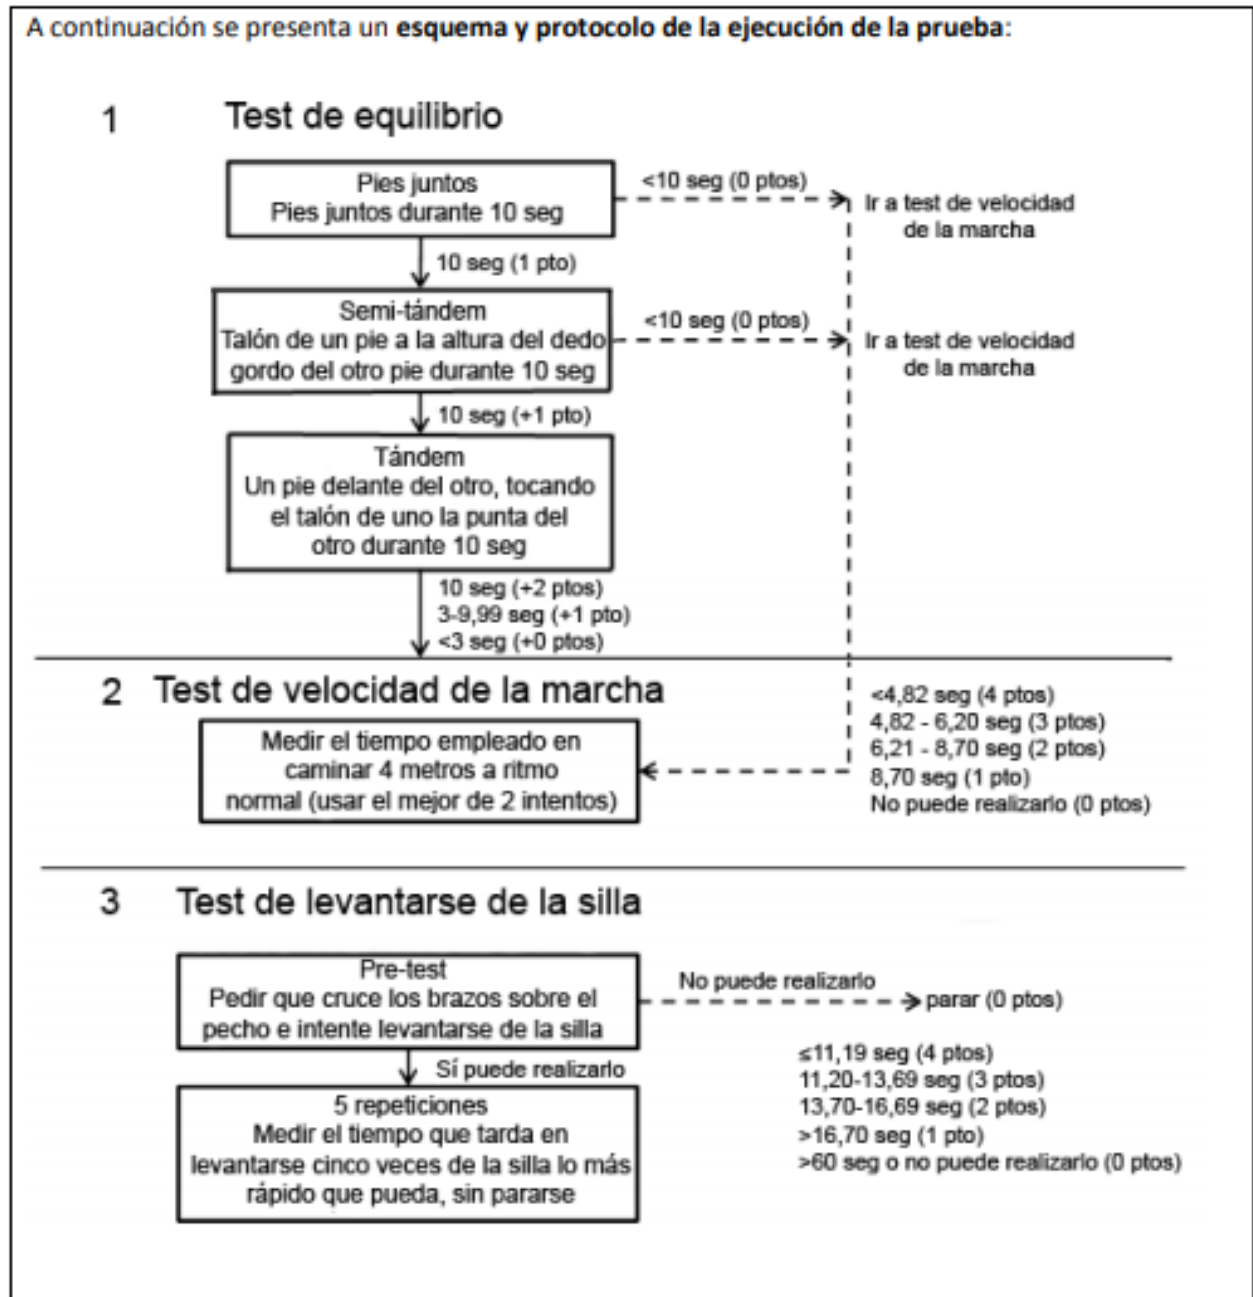 A continuación se presenta un esquema y protocolo de la ejecución de la prueba:
1 Test de equilibrio
Pies juntos
Pies juntos durante 10 seg
<10 seg (0 ptos)
Ir a test de velocidad
de la marcha
10 seg (1 pto)
Semi-tándem
Talón de un pie a la altura del dedo
gordo del otro pie durante 10 seg
<10 seg (0 ptos)
Ir a test de velocidad
de la marcha
10 seg (+1 pto)
Tándem
Un pie delante del otro, tocando
el talón de uno la punta del
otro durante 10 seg
10 seg (+2 ptos)
3-9,99 seg (+1 pto)
<3 seg (+0 ptos)
2 Test de velocidad de la marcha
Medir el tiempo empleado en
caminar 4 metros a ritmo
normal (usar el mejor de 2 intentos)
<4,82 seg (4 ptos)
4,82 - 6,20 seg (3 ptos)
6,21 - 8,70 seg (2 ptos)
8,70 seg (1 pto)
No puede realizarlo (0 ptos)
3 Test de levantarse de la silla
Pre-test
Pedir que cruce los brazos sobre el
pecho e intente levantarse de la silla
No puede realizarlo
parar (0 ptos)
Sí puede realizarlo
5 repeticiones
Medir el tiempo que tarda en
levantarse cinco veces de la silla lo más
rápido que pueda, sin pararse
≤11,19 seg (4 ptos)
11,20-13,69 seg (3 ptos)
13,70-16,69 seg (2 ptos)
>16,70 seg (1 pto)
>60 seg o no puede realizarlo (0 ptos)